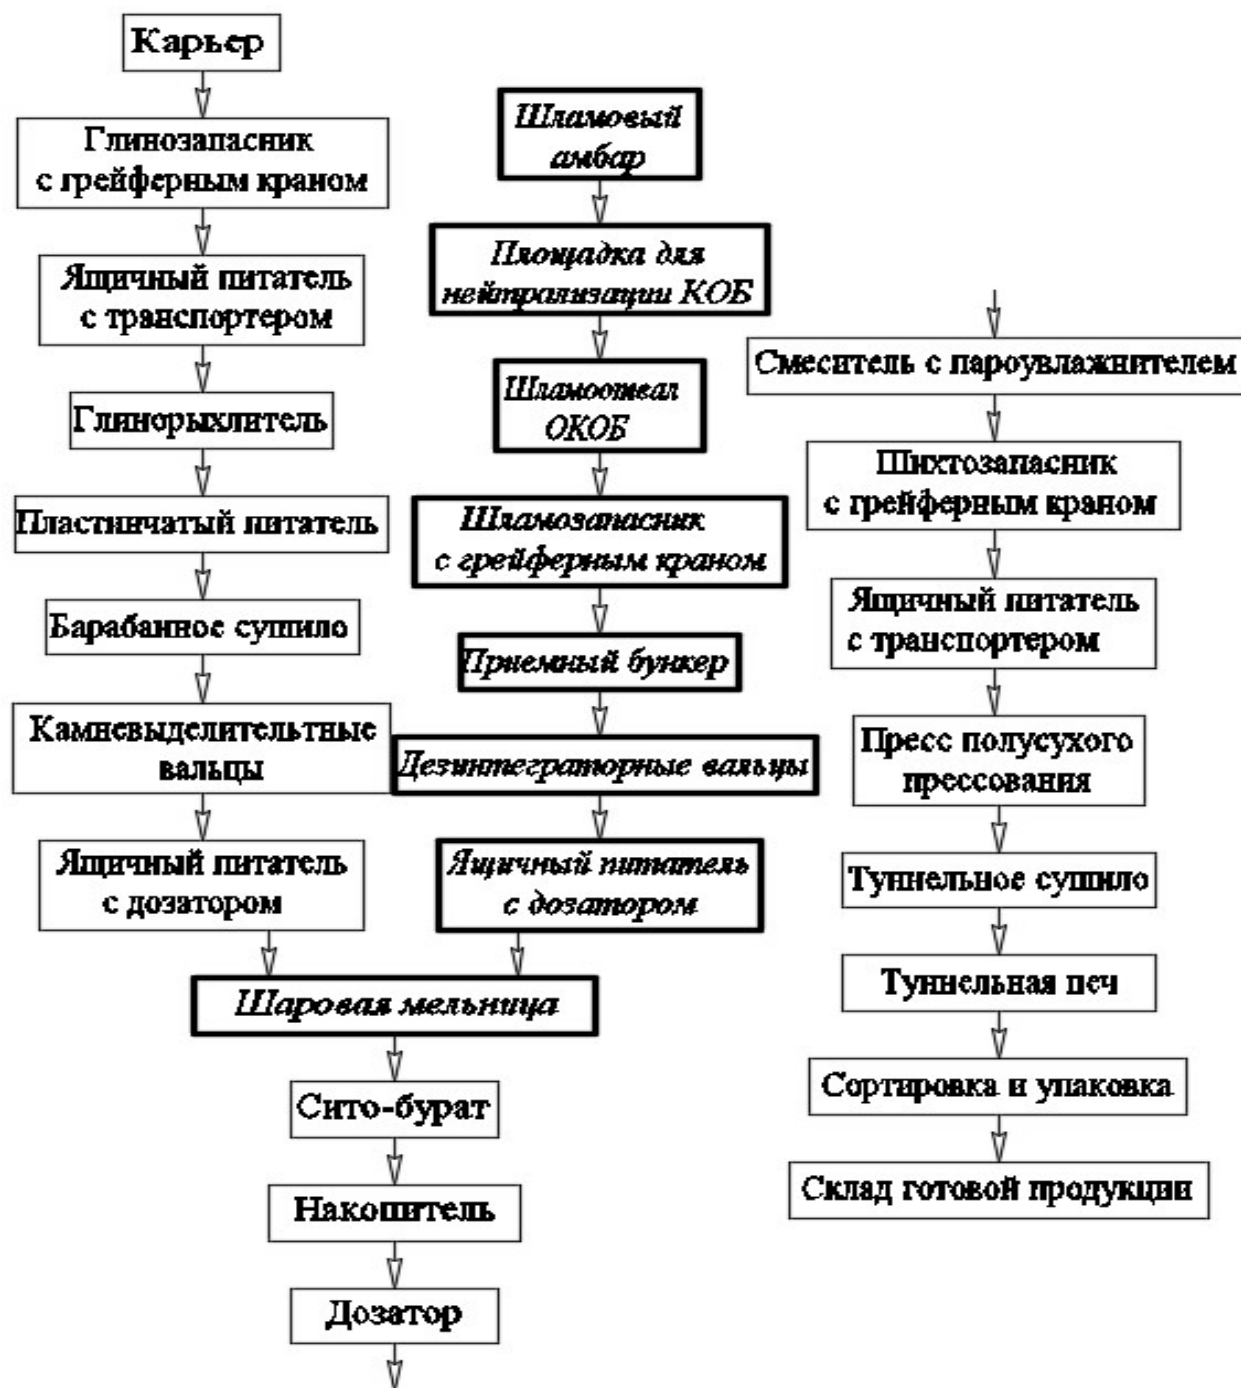 Карьер
Глинозапасник
с грейферным краном
Ящичный питатель
с транспортером
Глинорыхлитель
Пластинчатый питатель
Барабанное сушило
Камневыделительтные
вальцы
Ящичный питатель
с дозатором
Шламовый
амбар
Площадка для
нейтрализации КОБ
Шламоотвал
ОКОБ
Шламозапасник
с грейферным краном
Приемный бункер
Дезинтеграторные вальцы
Ящичный питатель
с дозатором
Шаровая мельница
Сито-бурат
Накопитель
Дозатор
Смеситель с пароувлажнителем
Шихтозапасник
с грейферным краном
Ящичный питатель
с транспортером
Пресс полусухого
прессования
Туннельное сушило
Туннельная печ
Сортировка и упаковка
Склад готовой продукции